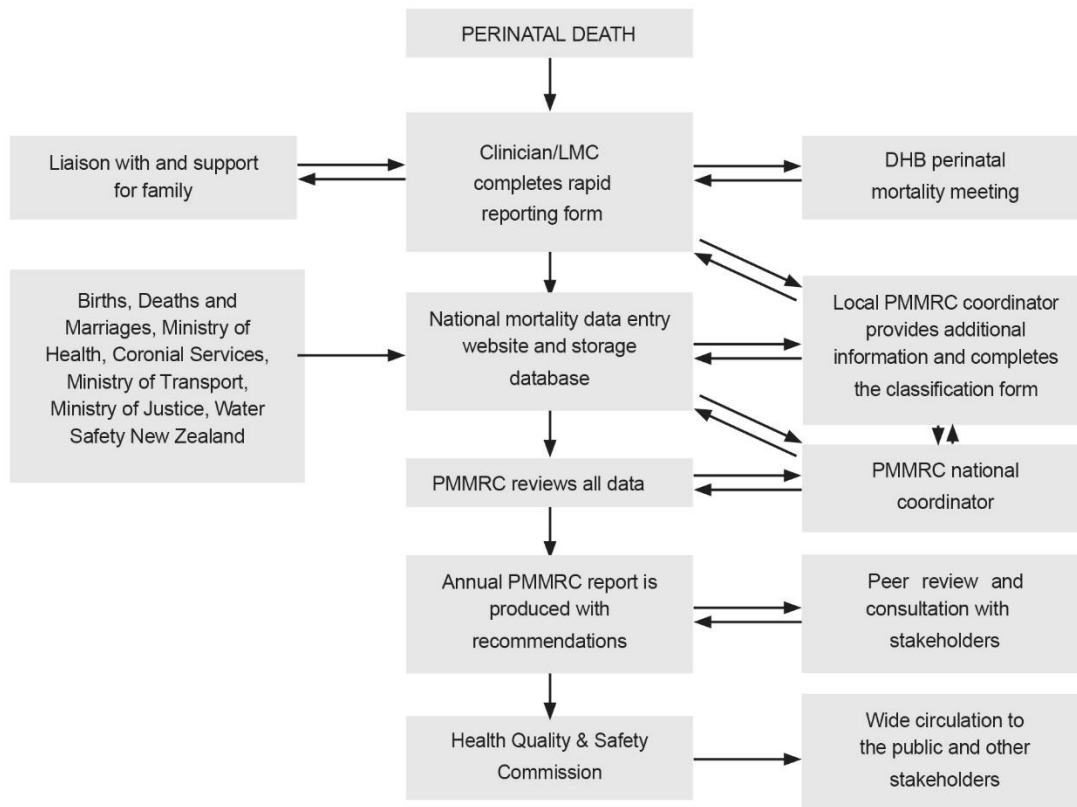 PERINATAL DEATH
Liaison with and support
for family
Clinician/LMC
completes rapid
reporting form
DHB perinatal
mortality meeting
Births, Deaths and
Marriages, Ministry of
Health, Coronial Services,
Ministry of Transport,
Ministry of Justice, Water
Safety New Zealand
National mortality data entry
website and storage
database
Local PMMRC coordinator
provides additional
information and completes
the classification form
PMMRC reviews all data
PMMRC national
coordinator
Annual PMMRC report is
produced with
recommendations
Peer review and
consultation with
stakeholders
Health Quality & Safety
Commission
Wide circulation to
the public and other
stakeholders